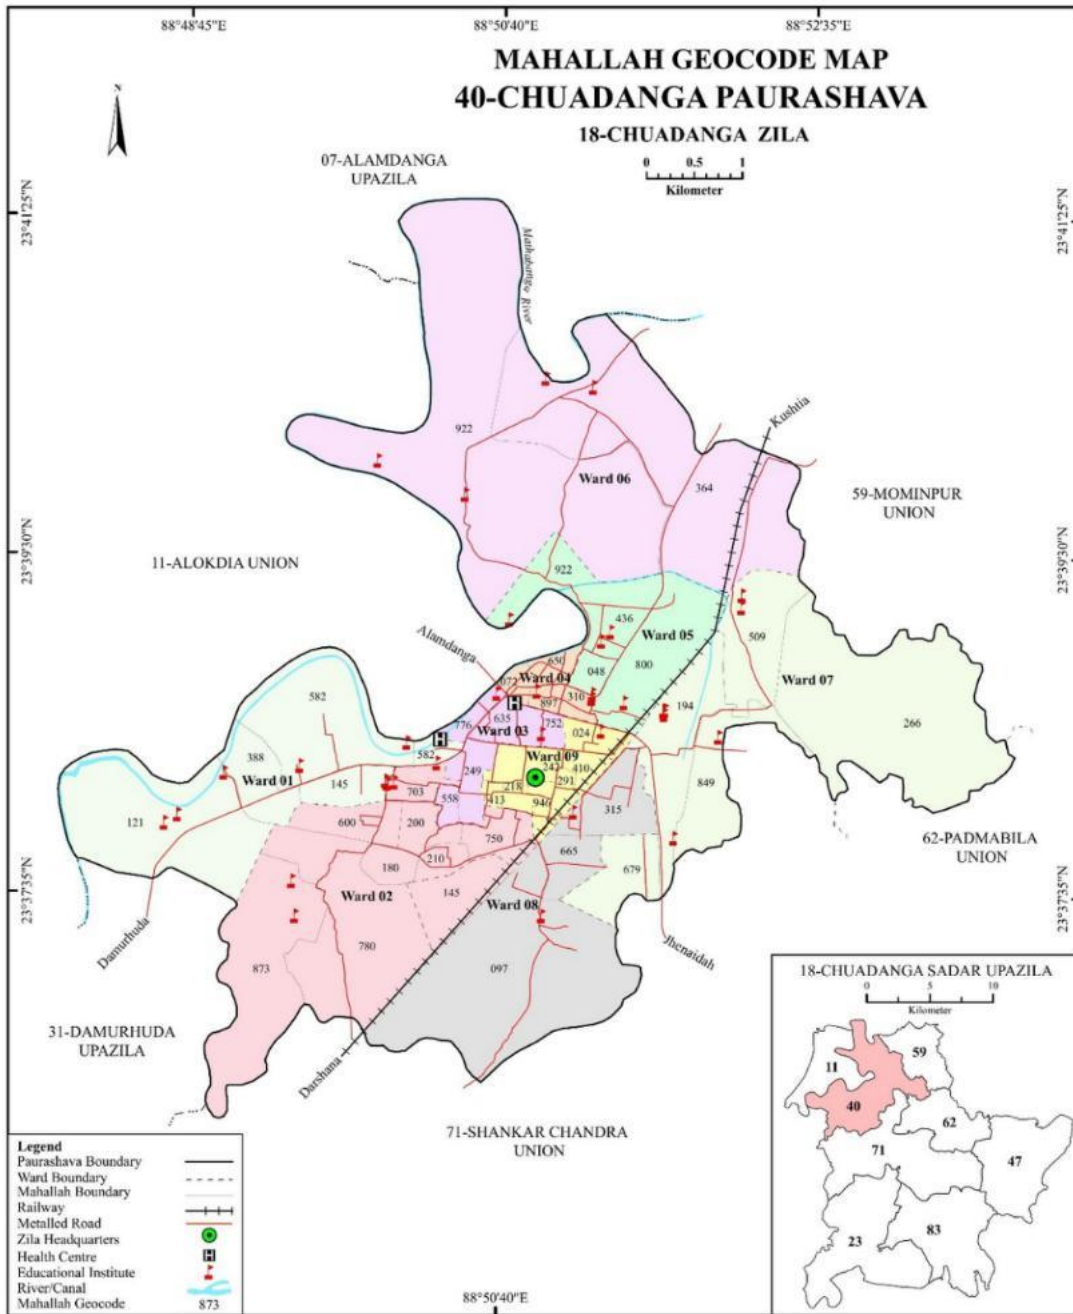 88°48'45"E
88°50'40"E
88°52'35"E
MAHALLAH GEOCODE MAP
40-CHUADANGA PAURASHAVA
18-CHUADANGA ZILA
0 0.5 1
Kilometer
N
07-ALAMDANGA
UPAZILA
23°41'25"N
23°41'25"N
Mathabanga River
Kushtia
922
Ward 06
364
59-MOMINPUR
UNION
23°39'30"N
23°39'30"N
11-ALOKDIA UNION
922
436
Ward 05
509
Alamdanga
650
800
072
Ward 04
048
Ward 07
582
897
310
194
266
776
635
752
Ward 03
024
388
582
Ward 09
242
410
Ward 01
145
249
291
849
703
218
121
558
413
946
315
600
200
750
62-PADMABILA
UNION
210
665
180
679
145
23°37'35"N
23°37'35"N
Ward 02
Ward 08
Damurhuda
780
Jhenaidah
873
097
31-DAMURHUDA
UPAZILA
Darshana
71-SHANKAR CHANDRA
UNION
18-CHUADANGA SADAR UPAZILA
0 5 10
Kilometer
59
11
40
62
71
47
23
83
Legend
Paurashava Boundary
Ward Boundary
Mahallah Boundary
Railway
Metalled Road
Zila Headquarters
Health Centre
H
Educational Institute
River/Canal
Mahallah Geocode 873
88°50'40"E
H
H